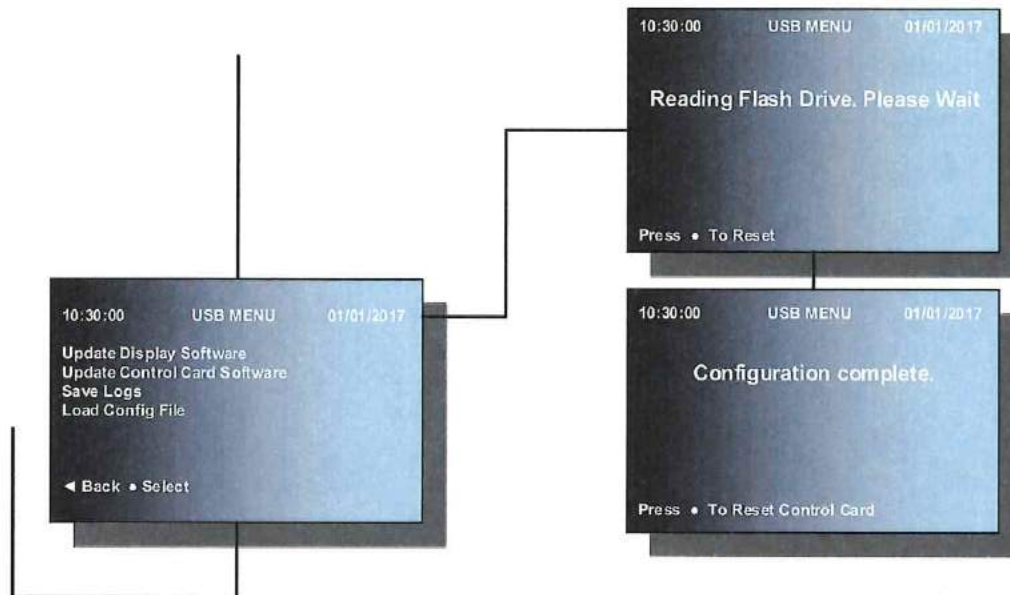 10:30:00 USB MENU 01/01/2017
Reading Flash Drive. Please Wait
Press ● To Reset
10:30:00 USB MENU 01/01/2017
Update Display Software
Update Control Card Software
Save Logs
Load Config File
◄ Back ● Select
10:30:00 USB MENU 01/01/2017
Configuration complete.
Press ● To Reset Control Card